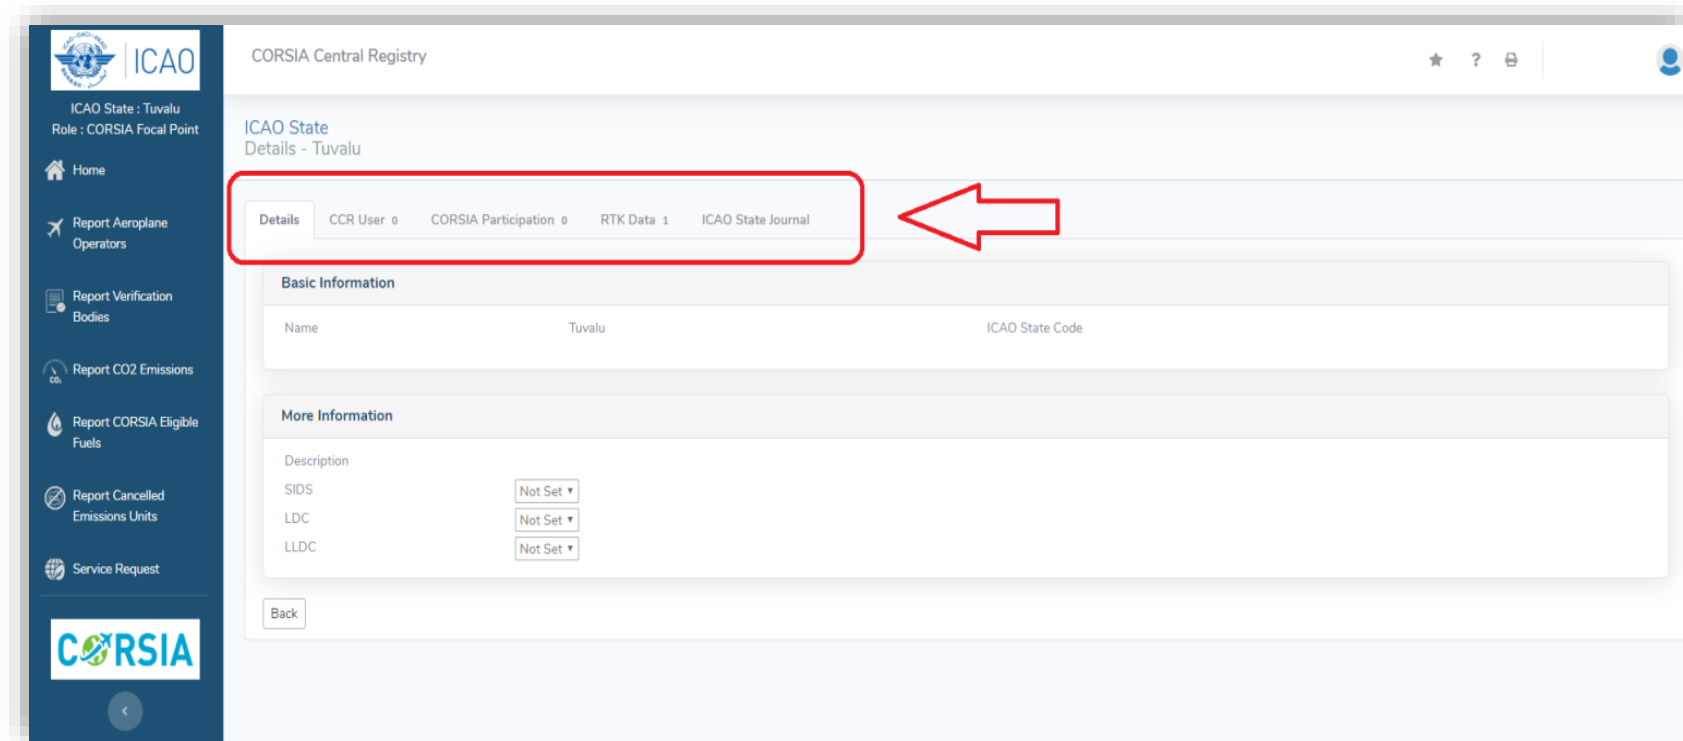 ICAO
ICAO State : Tuvalu
Role : CORSIA Focal Point
Home
Report Aeroplane
Operators
Report Verification
Bodies
CO₂
Report CO2 Emissions
Report CORSIA Eligible
Fuels
Report Cancelled
Emissions Units
Service Request
CORSIA
CORSIA Central Registry
?
ICAO State
Details - Tuvalu
Details CCR User 0 CORSIA Participation 0 RTK Data 1 ICAO State Journal
Basic Information
Name Tuvalu ICAO State Code
More Information
Description
SIDS Not Set
LDC Not Set
LLDC Not Set
Back